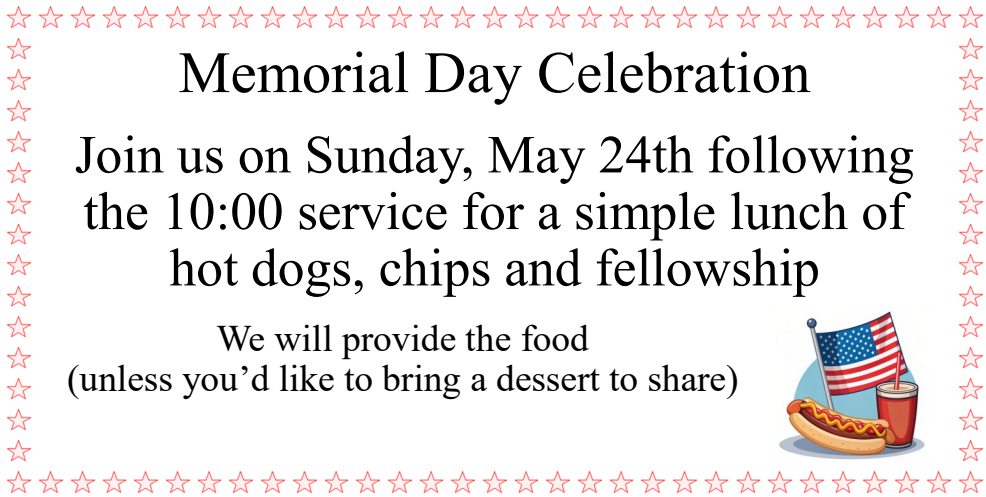 Memorial Day Celebration
Join us on Sunday, May 24th following
the 10:00 service for a simple lunch of
hot dogs, chips and fellowship
We will provide the food
(unless you’d like to bring a dessert to share)